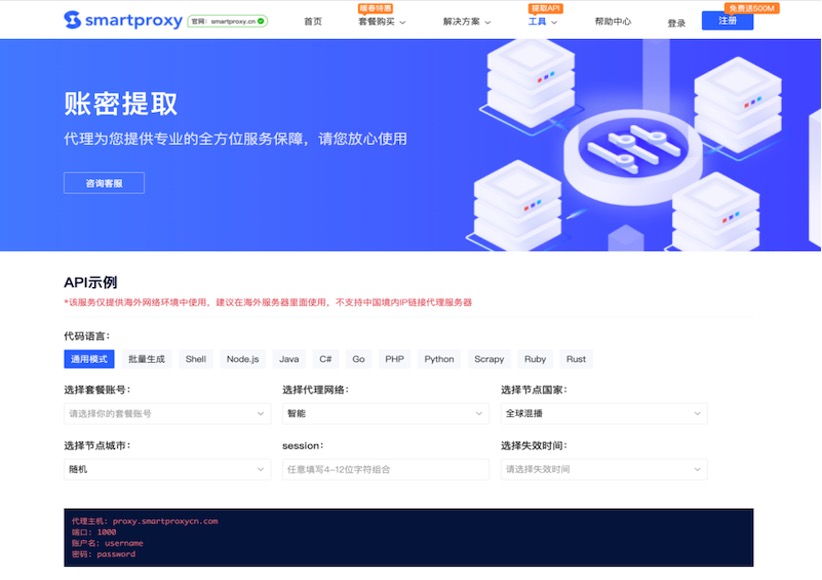 smartproxy
官网：smartproxy.cn
首页
暖春特惠
套餐购买
解决方案
提取API
工具
帮助中心
登录
免费送500M
注册
账密提取
代理为您提供专业的全方位服务保障，请您放心使用
咨询客服
API示例
*该服务仅提供海外网络环境中使用，建议在海外服务器里面使用，不支持中国境内IP链接代理服务器
代码语言：
通用模式 批量生成 Shell Node.js Java C# Go PHP Python Scrapy Ruby Rust
选择套餐账号： 选择代理网络： 选择节点国家：
请选择你的套餐账号 智能 全球混播
选择节点城市： session： 选择失效时间：
随机 任意填写4~12位字符组合 请选择失效时间
代理主机: proxy.smartproxycn.com
端口: 1000
账户名: username
密码: password